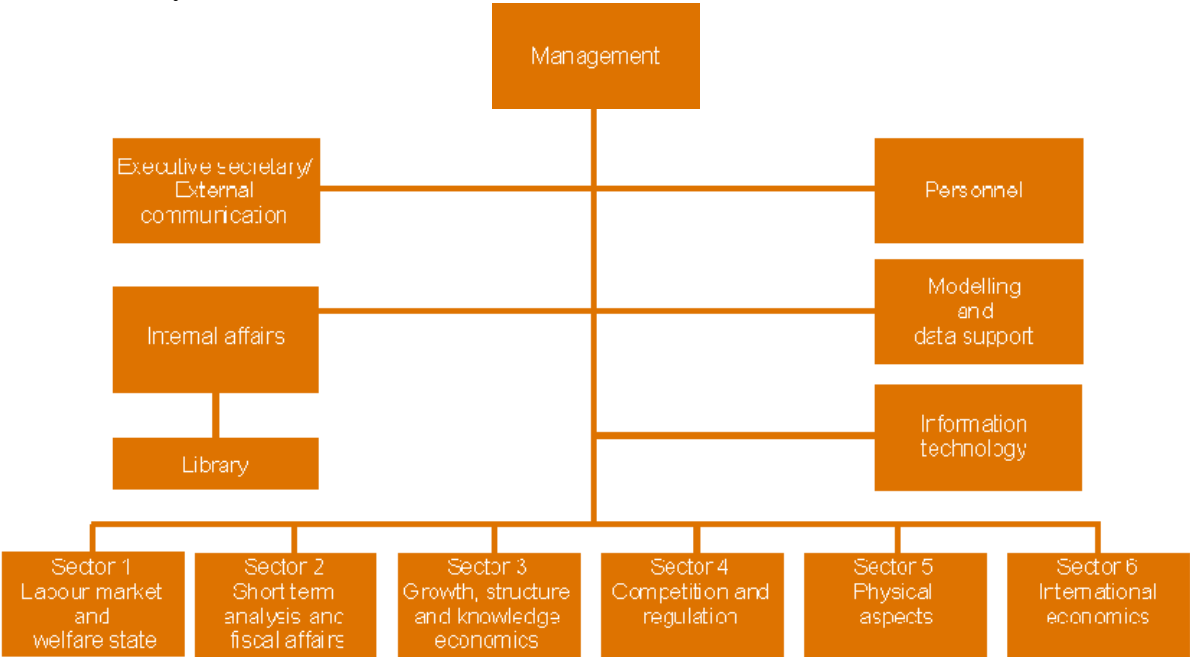 Management
Executive secretary/
External
communication
Personnel
Internal affairs
Modelling
and
data support
Library
Information
technology
Sector 1
Labour market
and
welfare state
Sector 2
Short term
analysis and
fiscal affairs
Sector 3
Growth, structure
and knowledge
economics
Sector 4
Competition and
regulation
Sector 5
Physical
aspects
Sector 6
International
economics